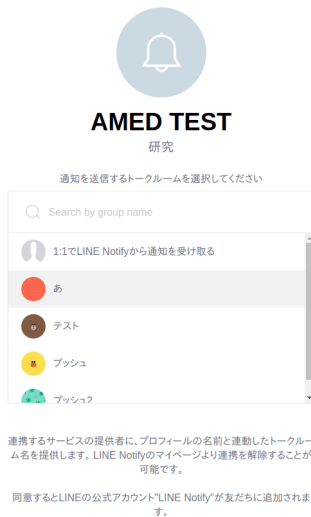 AMED TEST
研究
通知を送信するトークルームを選択してください
Search by group name
1:1でLINE Notifyから通知を受け取る
あ
テスト
プッシュ
プッシュ2
連携するサービスの提供者に、プロフィールの名前と連動したトークルー
ム名を提供します。LINE Notifyのマイページより連携を解除することが
可能です。
同意するとLINEの公式アカウント"LINE Notify"が友だちに追加されま
す。